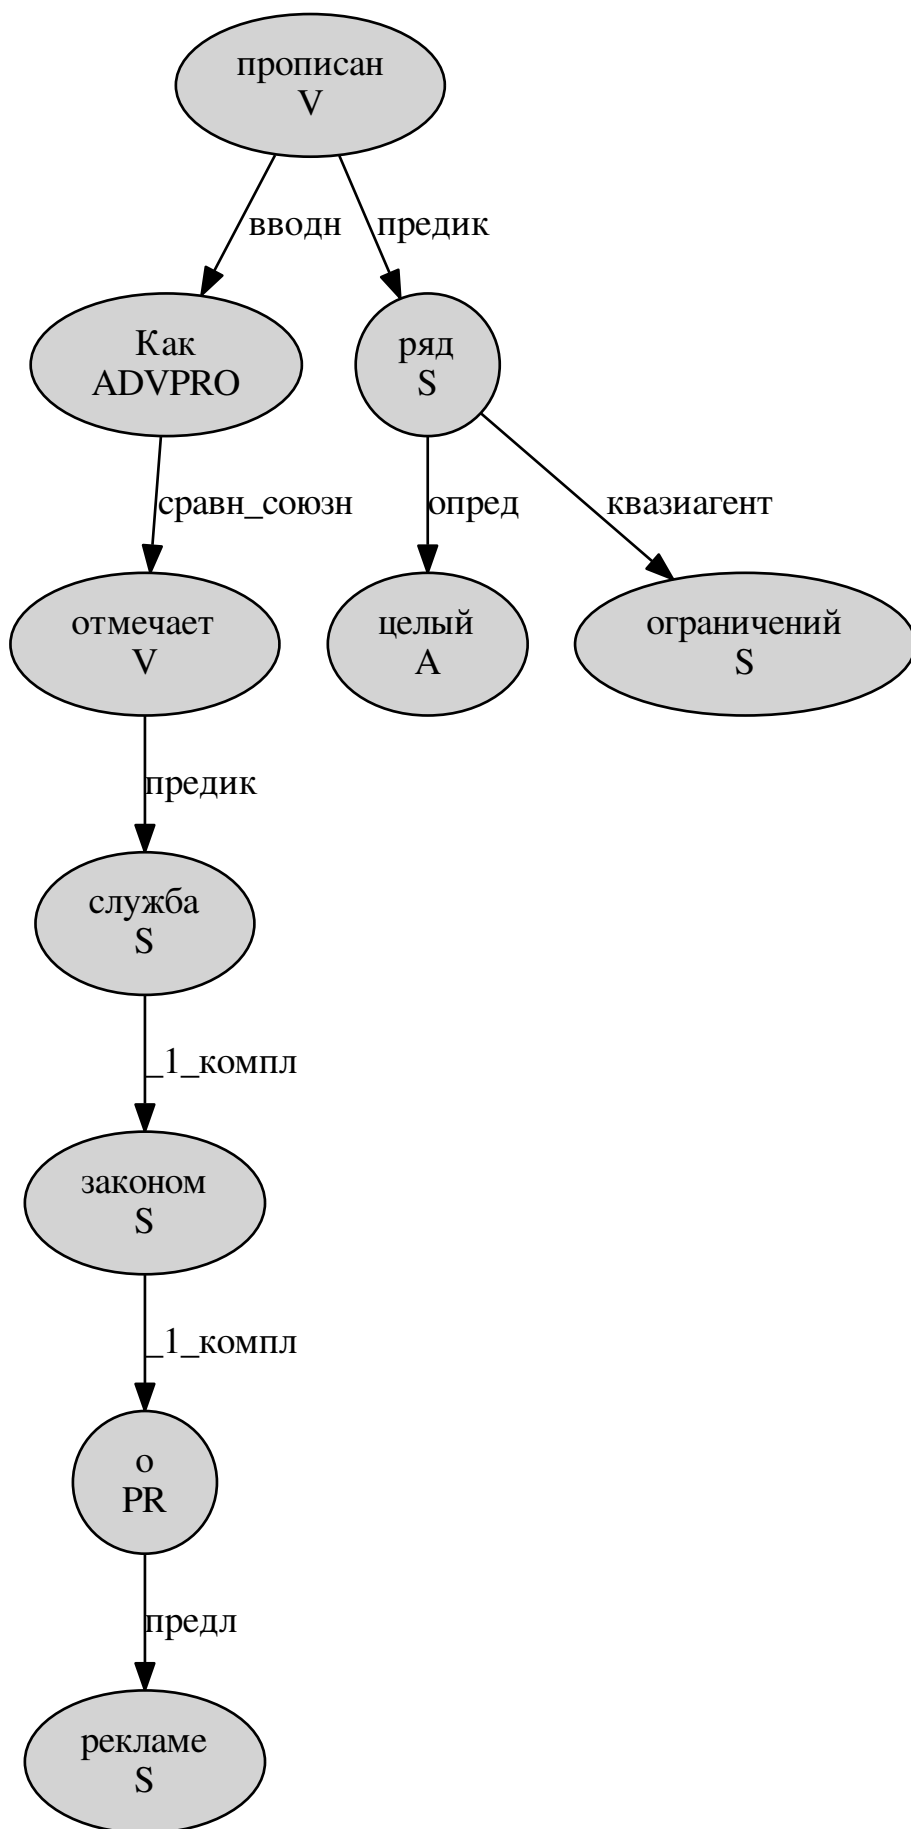 прописан
V
вводн
предик
Как
ADVPRO
ряд
S
сравн_союзн
опред
квазиагент
отмечает
V
целый
A
ограничений
S
предик
служба
S
_1_компл
законом
S
_1_компл
о
PR
предл
рекламе
S